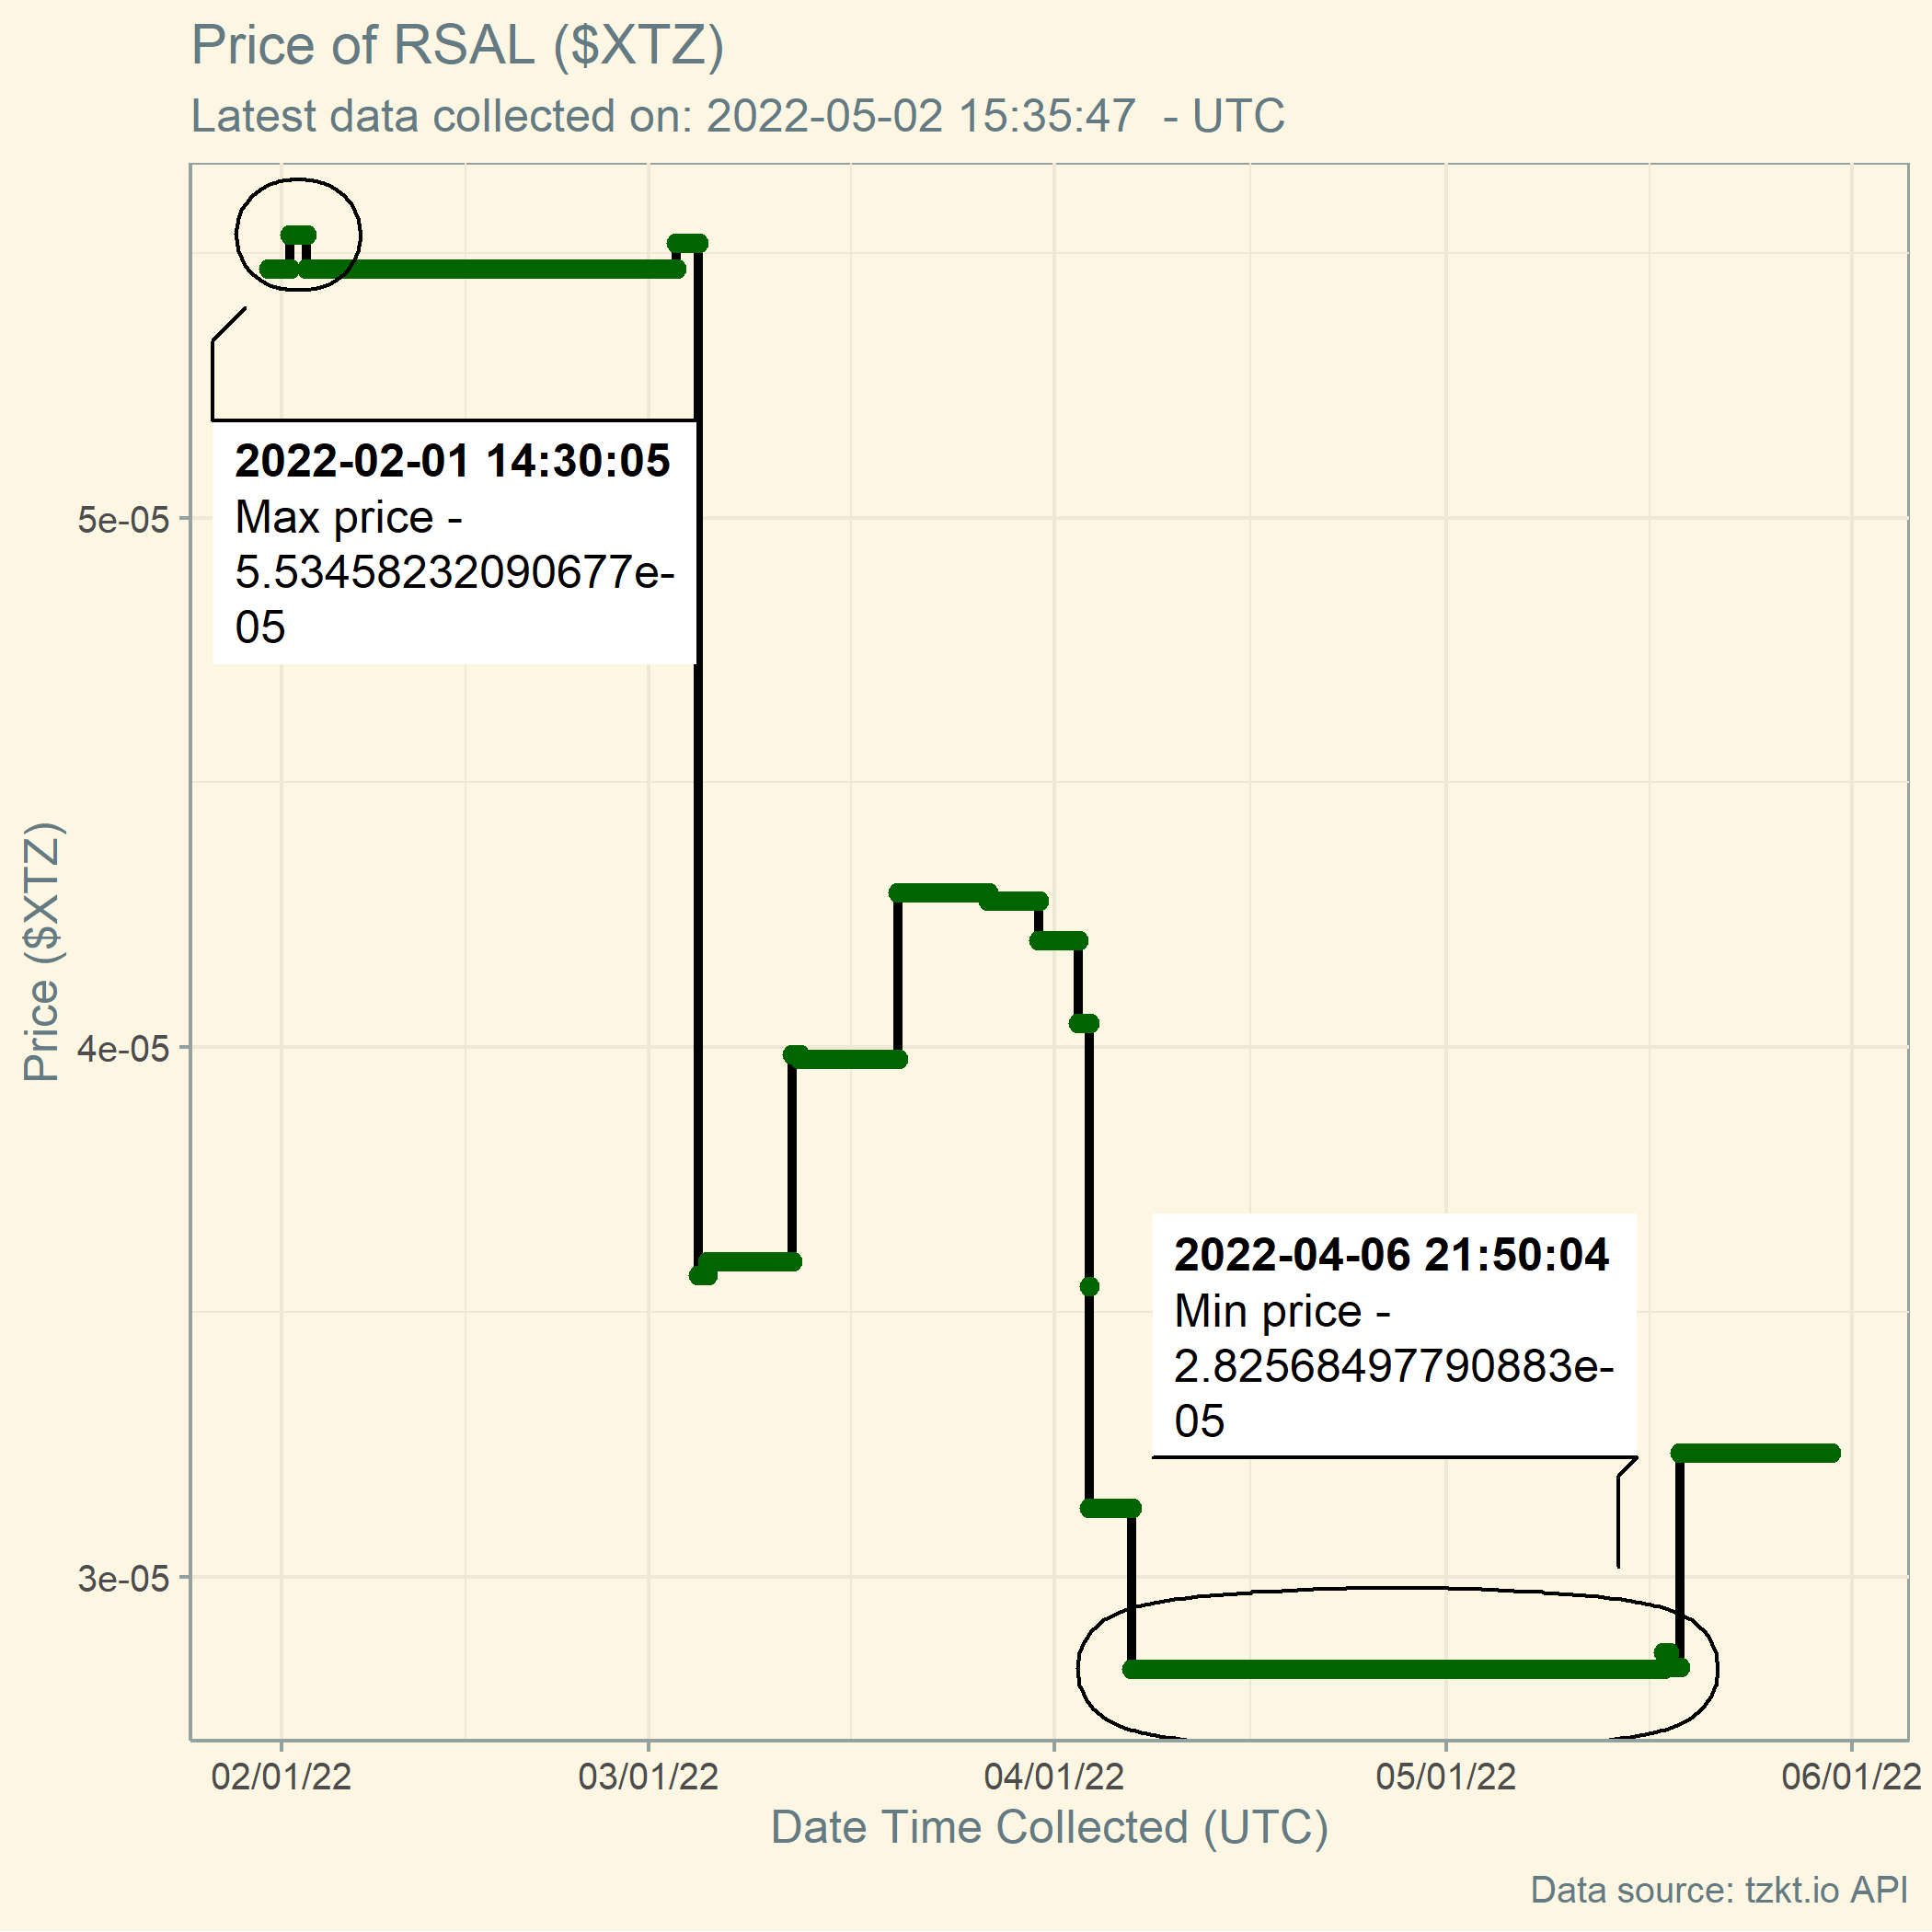 Price of RSAL ($XTZ)
Latest data collected on: 2022-05-02 15:35:47  - UTC
2022-02-01 14:30:05
Max price -
5.53458232090677e-
05
5e-05
Price ($XTZ)
4e-05
2022-04-06 21:50:04
Min price -
2.82568497790883e-
05
3e-05
02/01/22
03/01/22
04/01/22
05/01/22
06/01/22
Date Time Collected (UTC)
Data source: tzkt.io API